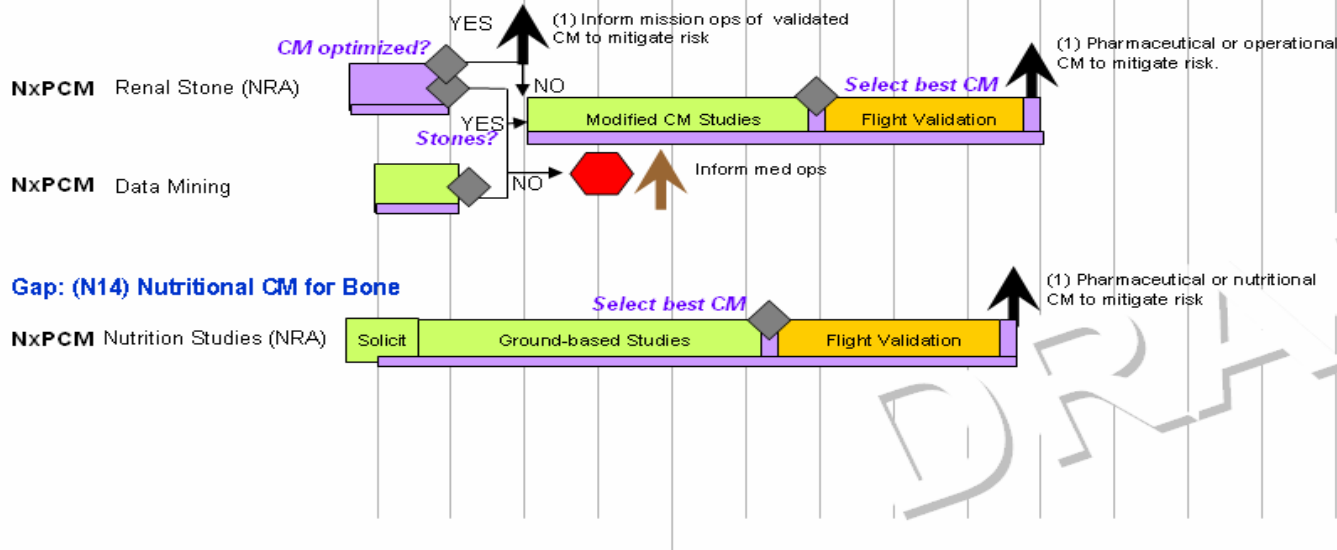 YES
(1) Inform mission ops of validated
CM to mitigate risk
CM optimized?
(1) Pharmaceutical or operational
CM to mitigate risk.
NxPCM Renal Stone (NRA)
NO
Select best CM
YES
Modified CM Studies
Flight Validation
Stones?
Inform med ops
NxPCM Data Mining
NO
Gap: (N14) Nutritional CM for Bone
(1) Pharmaceutical or nutritional
CM to mitigate risk
Select best CM
NxPCM Nutrition Studies (NRA)
Solicit
Ground-based Studies
Flight Validation
DRA